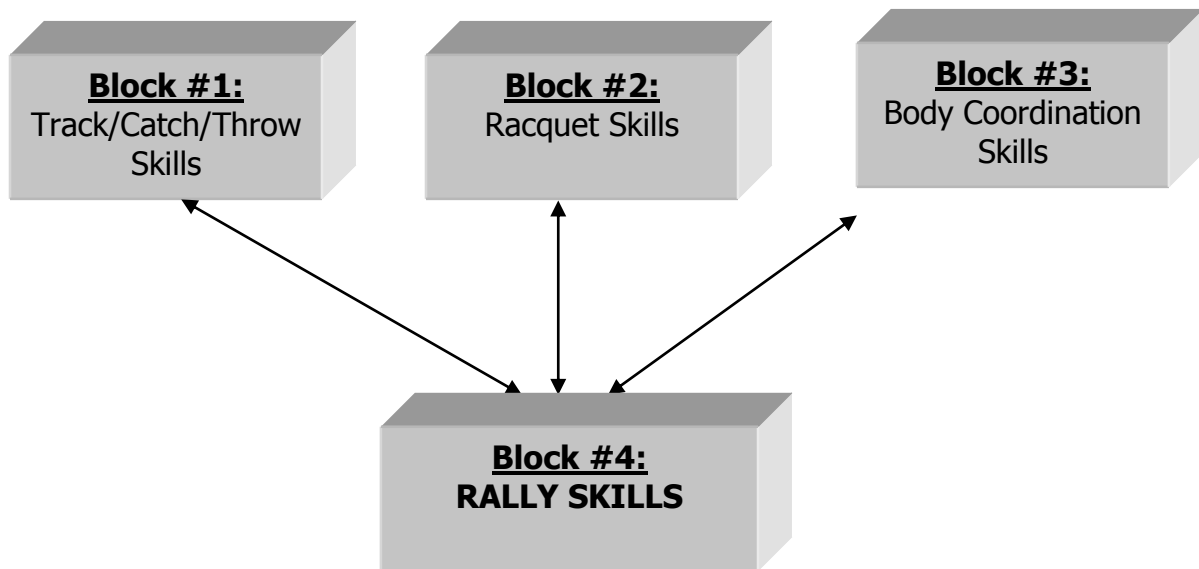 Block #1:
Track/Catch/Throw
Skills
Block #2:
Racquet Skills
Block #3:
Body Coordination
Skills
Block #4:
RALLY SKILLS